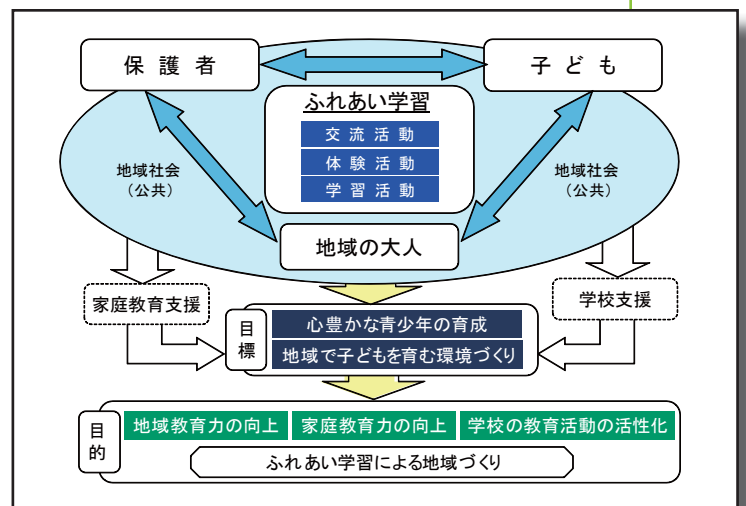 保護者
子ども
ふれあい学習
交流活動
体験活動
学習活動
地域社会
(公共)
地域社会
(公共)
地域の大人
家庭教育支援
学校支援
目標
心豊かな青少年の育成
地域で子どもを育む環境づくり
目的
地域教育力の向上
家庭教育力の向上
学校の教育活動の活性化
ふれあい学習による地域づくり